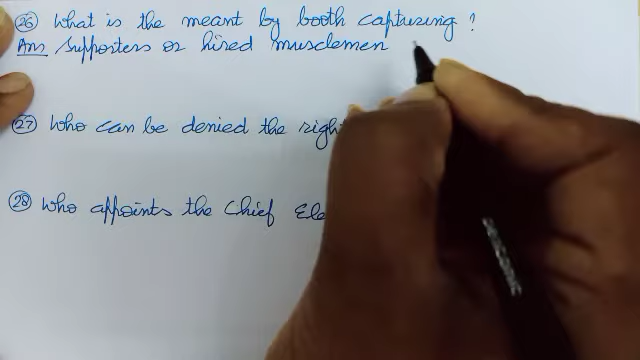 (26) What is the meant by booth capturing ?
Ans Supporters or hired musclemen
(27) Who can be denied the right
(28) Who appoints the Chief Ele